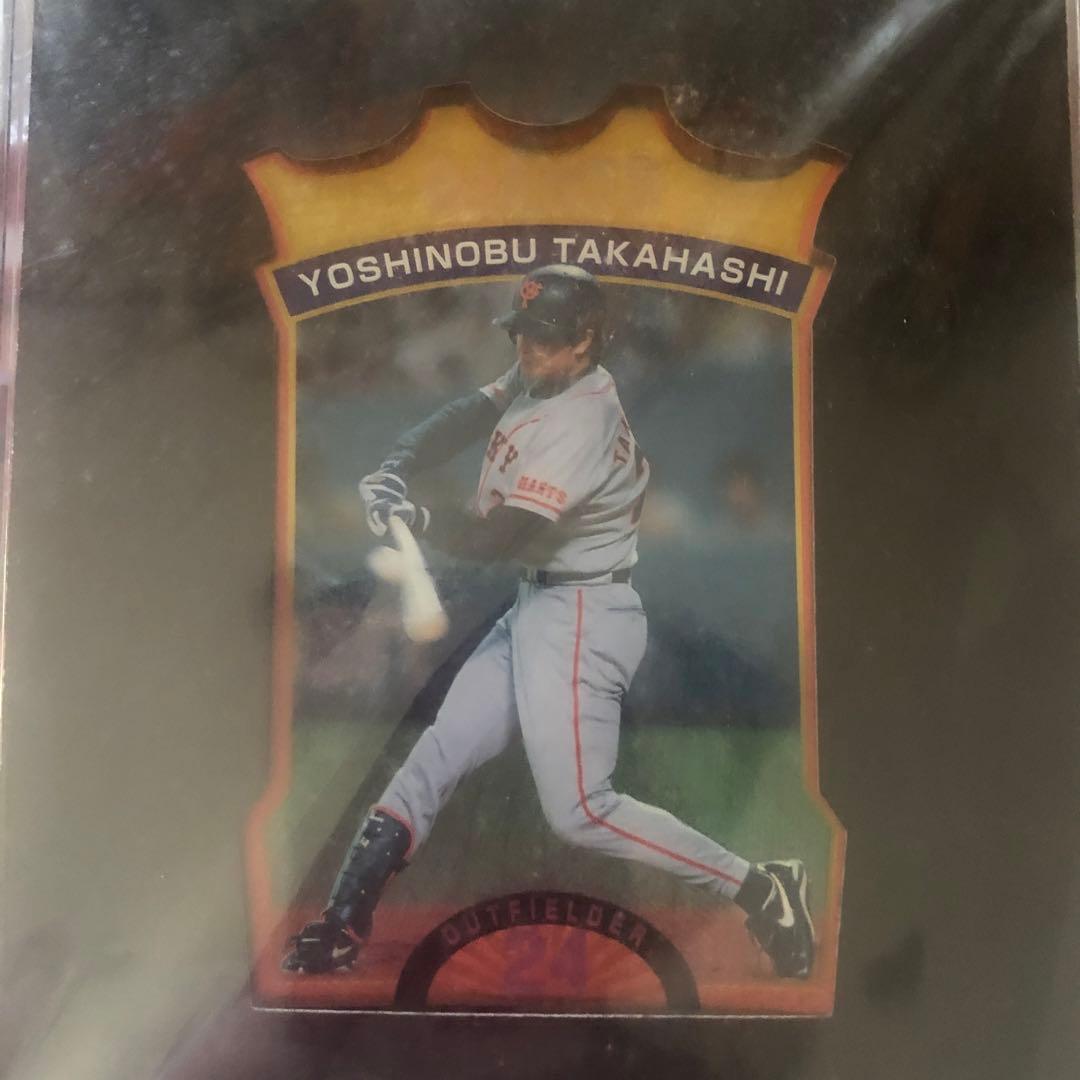 YOSHINOBU TAKAHASHI
GIANTS
OUTFIELDER
24